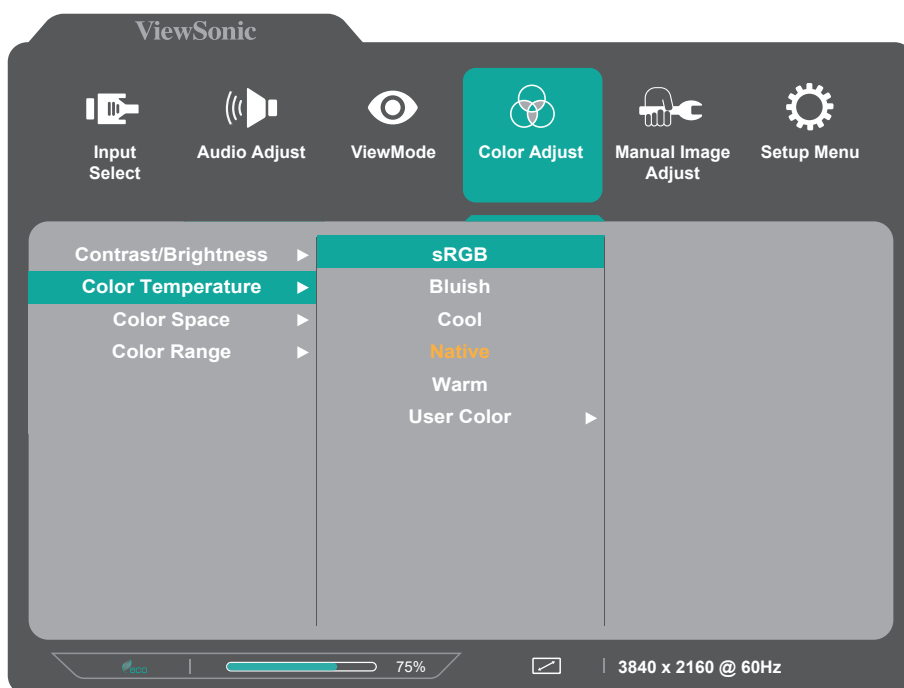 ViewSonic
Input Select
Audio Adjust
ViewMode
Color Adjust
Manual Image Adjust
Setup Menu
Contrast/Brightness
Color Temperature
Color Space
Color Range
sRGB
Bluish
Cool
Native
Warm
User Color
eco
75%
3840 x 2160 @ 60Hz